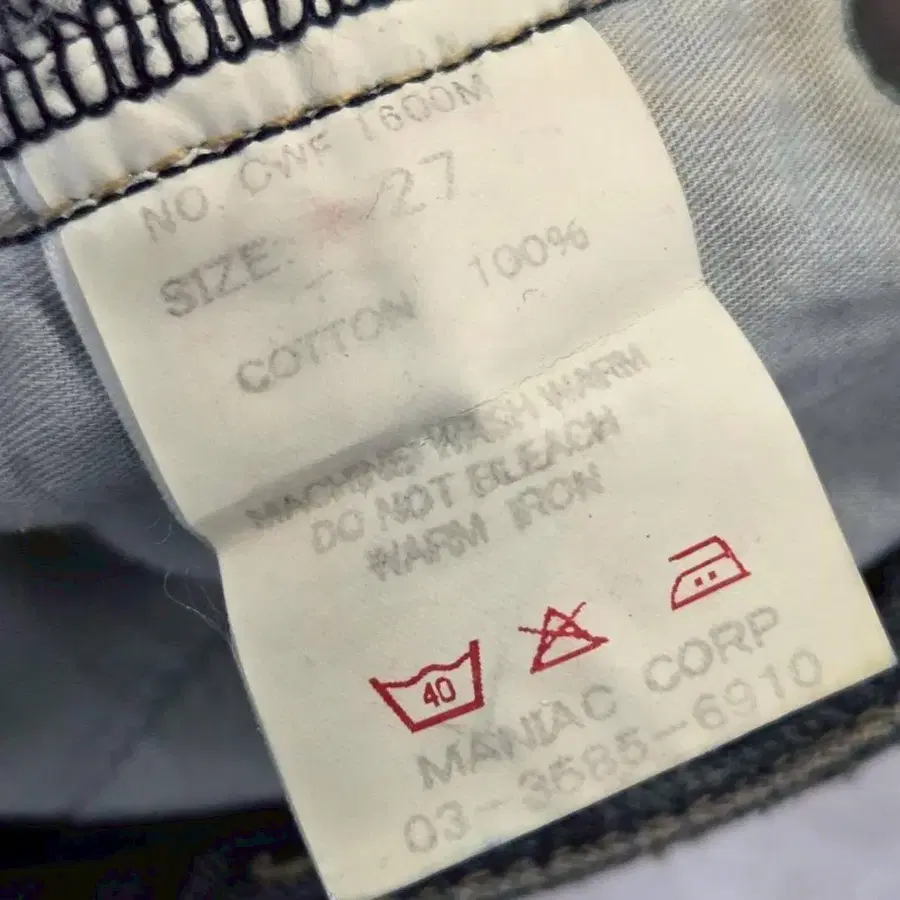 NO. CWF 1600M
SIZE: /27
COTTON 100%
MACHINE WASH WARM
DO NOT BLEACH
WARM IRON
40
MANIAC CORP
03-3585-6910